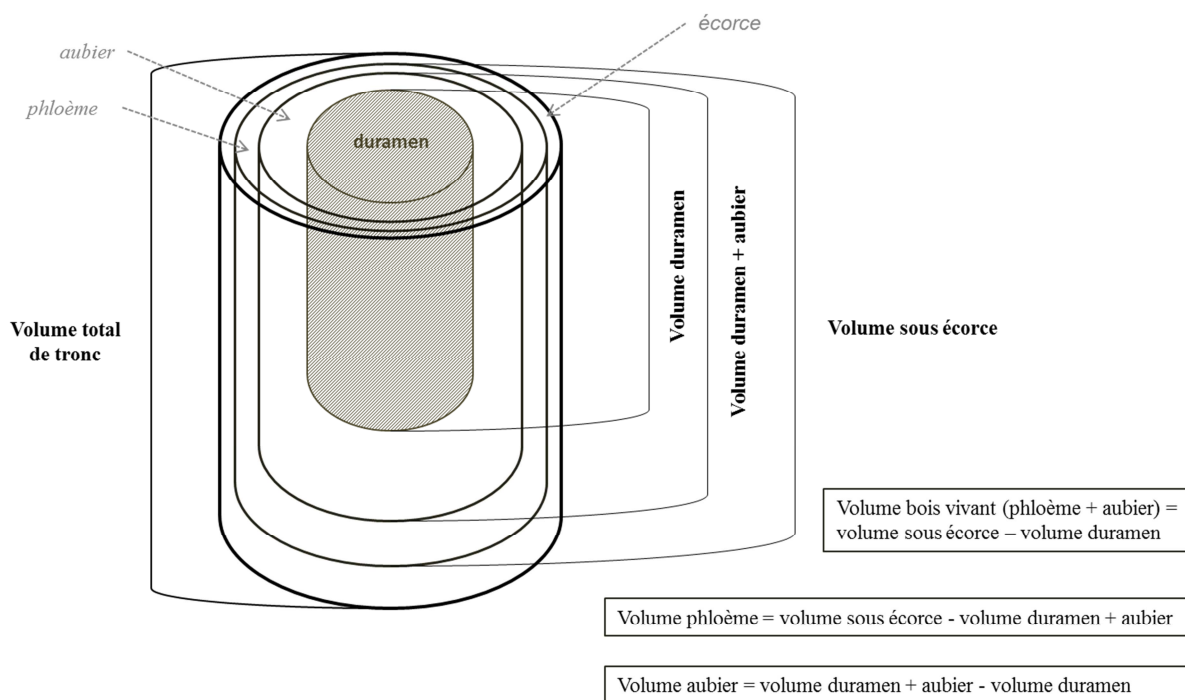 écorce
aubier
phloème
duramen
Volume duramen
Volume duramen + aubier
Volume total
de tronc
Volume sous écorce
Volume bois vivant (phloème + aubier) =
volume sous écorce – volume duramen
Volume phloème = volume sous écorce - volume duramen + aubier
Volume aubier = volume duramen + aubier - volume duramen